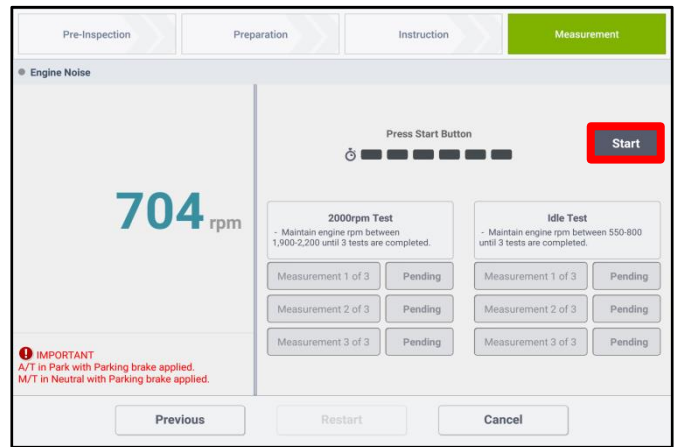 Pre-Inspection
Preparation
Instruction
Measurement
Engine Noise
Press Start Button
Start
704 rpm
2000rpm Test
- Maintain engine rpm between
1,900-2,200 until 3 tests are completed.
Idle Test
- Maintain engine rpm between 550-800
until 3 tests are completed.
Measurement 1 of 3
Pending
Measurement 1 of 3
Pending
Measurement 2 of 3
Pending
Measurement 2 of 3
Pending
Measurement 3 of 3
Pending
Measurement 3 of 3
Pending
IMPORTANT
A/T in Park with Parking brake applied.
M/T in Neutral with Parking brake applied.
Previous
Restart
Cancel